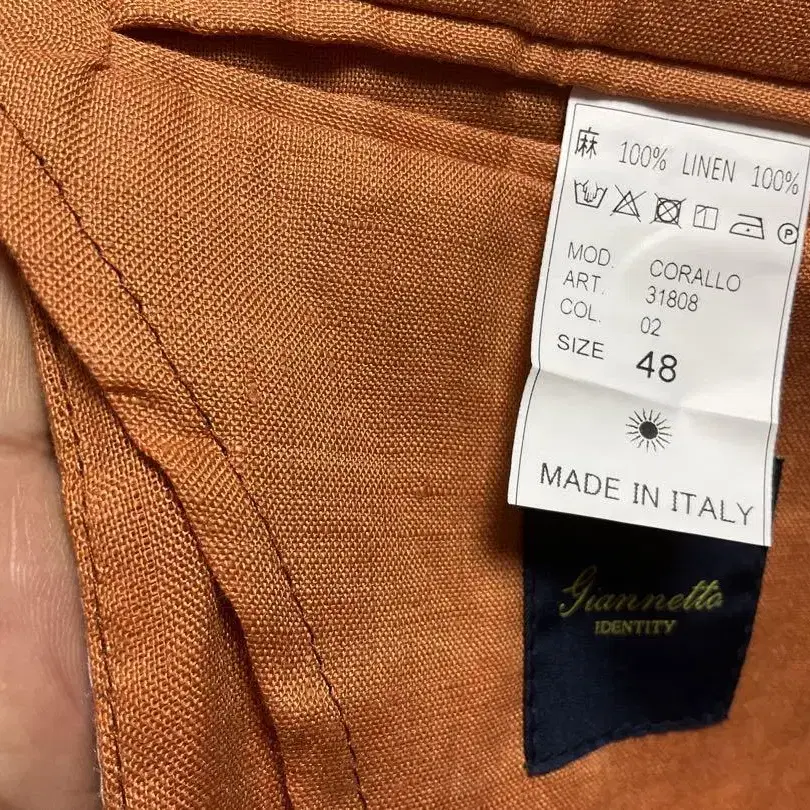 麻 100% LINEN 100%
P
MOD. CORALLO
ART. 31808
COL. 02
SIZE 48
MADE IN ITALY
Giannetto
IDENTITY